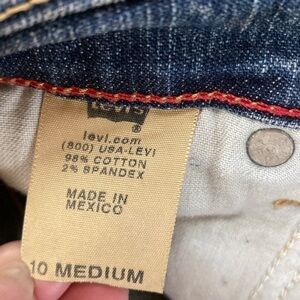 LEVI'S
®
levi.com
(800) USA-LEVI
98% COTTON
2% SPANDEX
MADE IN
MEXICO
10 MEDIUM